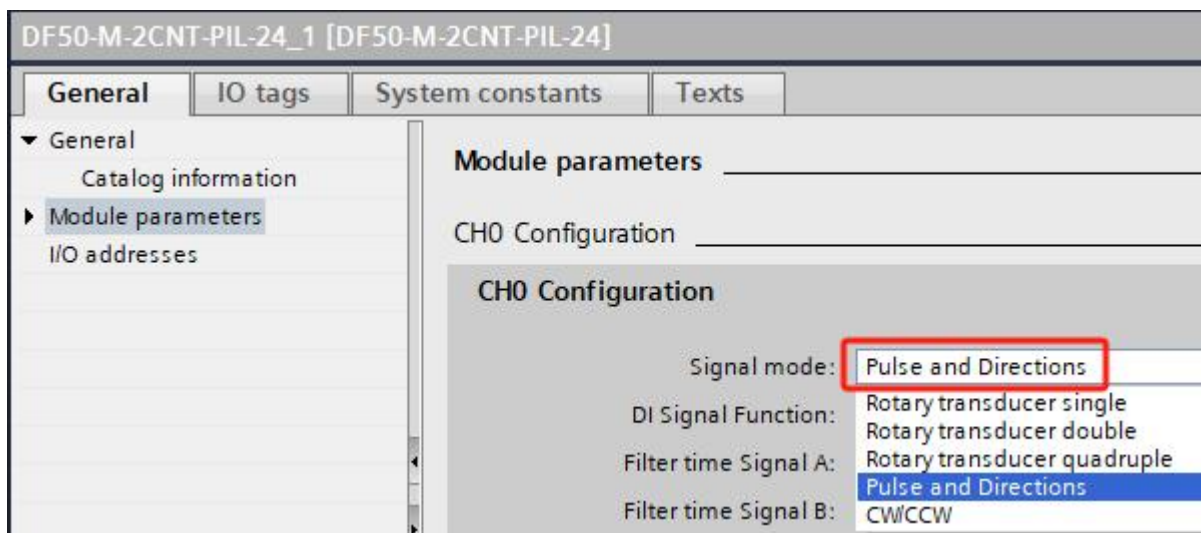 DF50-M-2CNT-PIL-24_1 [DF50-M-2CNT-PIL-24]
General IO tags System constants Texts
General
Catalog information
Module parameters
I/O addresses
Module parameters
CH0 Configuration
CH0 Configuration
Signal mode: Pulse and Directions
DI Signal Function:
Filter time Signal A:
Filter time Signal B:
Rotary transducer single
Rotary transducer double
Rotary transducer quadruple
Pulse and Directions
CW/CCW